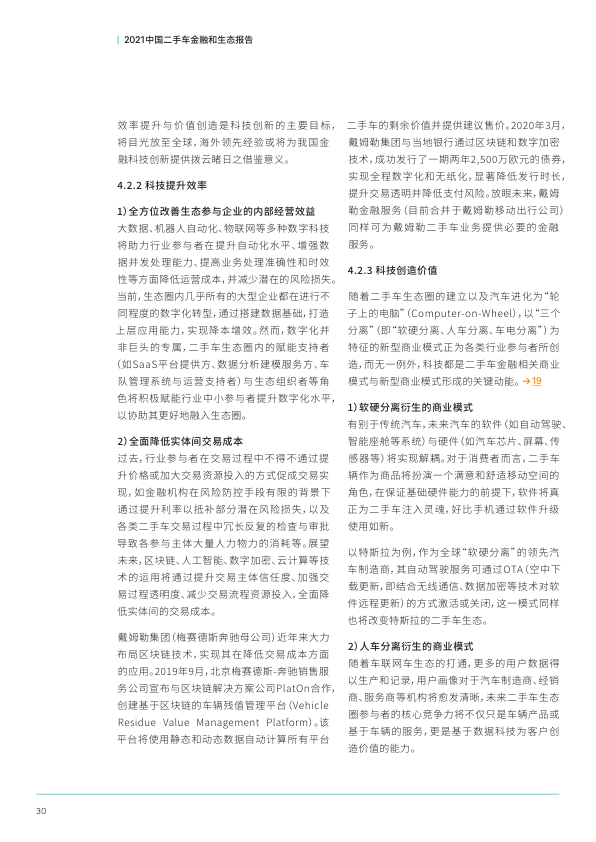 2021中国二手车金融和生态报告
效率提升与价值创造是科技创新的主要目标，
将目光放至全球，海外领先经验或将为我国金
融科技创新提供拨云睹日之借鉴意义。
4.2.2 科技提升效率
1）全方位改善生态参与企业的内部经营效益
大数据、机器人自动化、物联网等多种数字科技
将助力行业参与者在提升自动化水平、增强数
据并发处理能力、提高业务处理准确性和时效
性等方面降低运营成本，并减少潜在的风险损失。
当前，生态圈内几乎所有的大型企业都在进行不
同程度的数字化转型，通过搭建数据基础，打造
上层应用能力，实现降本增效。然而，数字化并
非巨头的专属，二手车生态圈内的赋能支持者
（如SaaS平台提供方、数据分析建模服务方、车
队管理系统与运营支持者）与生态组织者等角
色将积极赋能行业中小参与者提升数字化水平，
以协助其更好地融入生态圈。
2）全面降低实体间交易成本
过去，行业参与者在交易过程中不得不通过提
升价格或加大交易资源投入的方式促成交易实
现，如金融机构在风险防控手段有限的背景下
通过提升利率以抵补部分潜在风险损失，以及
各类二手车交易过程中冗长反复的检查与审批
导致各参与主体大量人力物力的消耗等。展望
未来，区块链、人工智能、数字加密、云计算等技
术的运用将通过提升交易主体信任度、加强交
易过程透明度、减少交易流程资源投入，全面降
低实体间的交易成本。
戴姆勒集团（梅赛德斯奔驰母公司）近年来大力
布局区块链技术，实现其在降低交易成本方面
的应用。2019年9月，北京梅赛德斯-奔驰销售服
务公司宣布与区块链解决方案公司PlatOn合作，
创建基于区块链的车辆残值管理平台（Vehicle
Residue Value Management Platform）。该
平台将使用静态和动态数据自动计算所有平台
二手车的剩余价值并提供建议售价。2020年3月，
戴姆勒集团与当地银行通过区块链和数字加密
技术，成功发行了一期两年2,500万欧元的债券，
实现全程数字化和无纸化，显著降低发行时长，
提升交易透明并降低支付风险。放眼未来，戴姆
勒金融服务（目前合并于戴姆勒移动出行公司）
同样可为戴姆勒二手车业务提供必要的金融
服务。
4.2.3 科技创造价值
随着二手车生态圈的建立以及汽车进化为“轮
子上的电脑”（Computer-on-Wheel），以“三个
分离”（即“软硬分离、人车分离、车电分离”）为
特征的新型商业模式正为各类行业参与者所创
造，而无一例外，科技都是二手车金融相关商业
模式与新型商业模式形成的关键动能。➔19
1）软硬分离衍生的商业模式
有别于传统汽车，未来汽车的软件（如自动驾驶、
智能座舱等系统）与硬件（如汽车芯片、屏幕、传
感器等）将实现解耦。对于消费者而言，二手车
辆作为商品将扮演一个满意和舒适移动空间的
角色，在保证基础硬件能力的前提下，软件将真
正为二手车注入灵魂，好比手机通过软件升级
使用如新。
以特斯拉为例，作为全球“软硬分离”的领先汽
车制造商，其自动驾驶服务可通过OTA（空中下
载更新，即结合无线通信、数据加密等技术对软
件远程更新）的方式激活或关闭，这一模式同样
也将改变特斯拉的二手车生态。
2）人车分离衍生的商业模式
随着车联网车生态的打通，更多的用户数据得
以生产和记录，用户画像对于汽车制造商、经销
商、服务商等机构将愈发清晰，未来二手车生态
圈参与者的核心竞争力将不仅只是车辆产品或
基于车辆的服务，更是基于数据科技为客户创
造价值的能力。
30